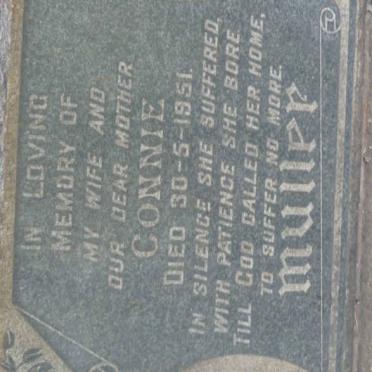 IN LOVING
MEMORY OF
MY WIFE AND
OUR DEAR MOTHER
CONNIE
DIED 30-5-1951.
IN SILENCE SHE SUFFERED,
WITH PATIENCE SHE BORE.
TILL GOD CALLED HER HOME,
TO SUFFER NO MORE.
muller